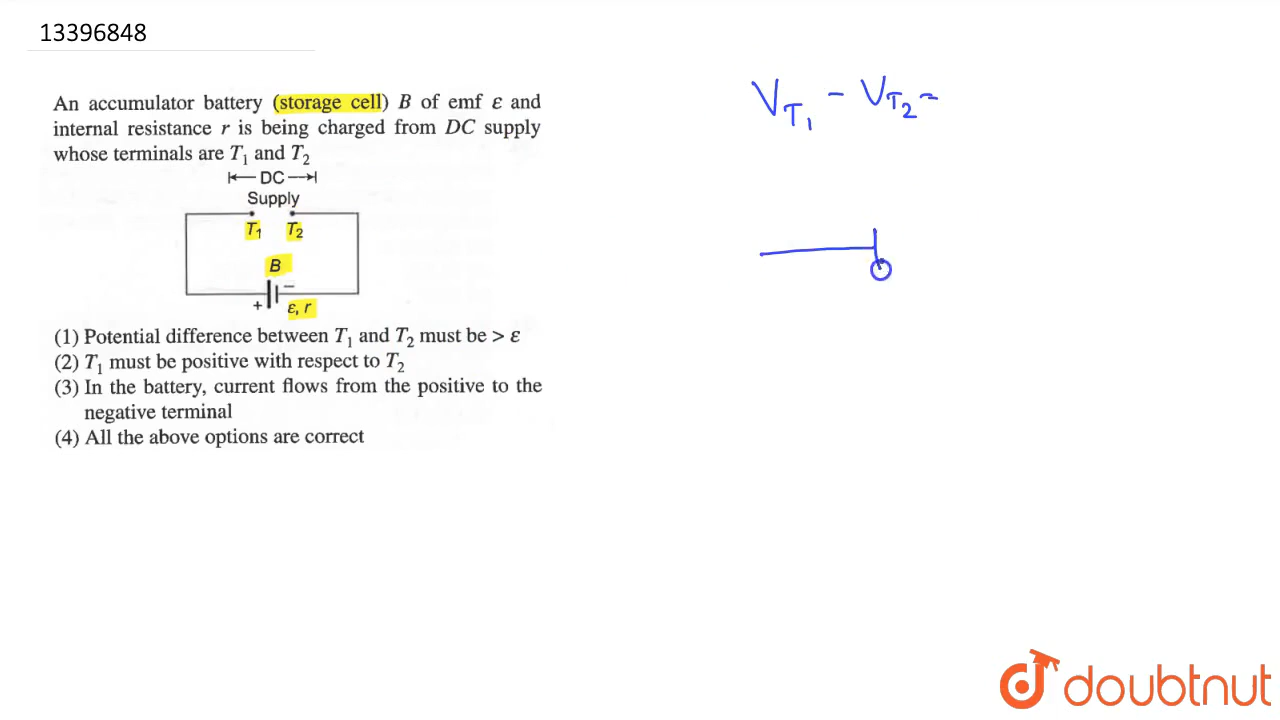 13396848
An accumulator battery (storage cell) B of emf ε and
internal resistance r is being charged from DC supply
whose terminals are T₁ and T₂
DC
Supply
T₁ T₂
B
+ −
ε, r
(1) Potential difference between T₁ and T₂ must be > ε
(2) T₁ must be positive with respect to T₂
(3) In the battery, current flows from the positive to the
negative terminal
(4) All the above options are correct
V_T₁ − V_T₂ =
doubtnut